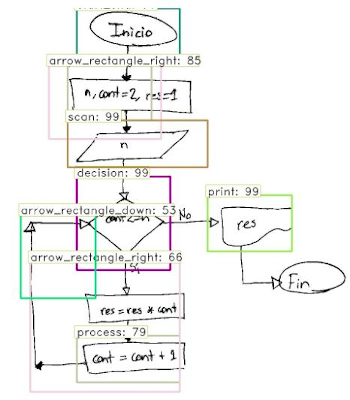 Inicio
arrow_rectangle_right: 85
n, cont=2, res=1
scan: 99
n
decision: 99
print: 99
arrow_rectangle_down: 53
No
cont<=n
res
arrow_rectangle_right: 66
Si
Fin
res = res * cont
process: 79
cont = cont + 1